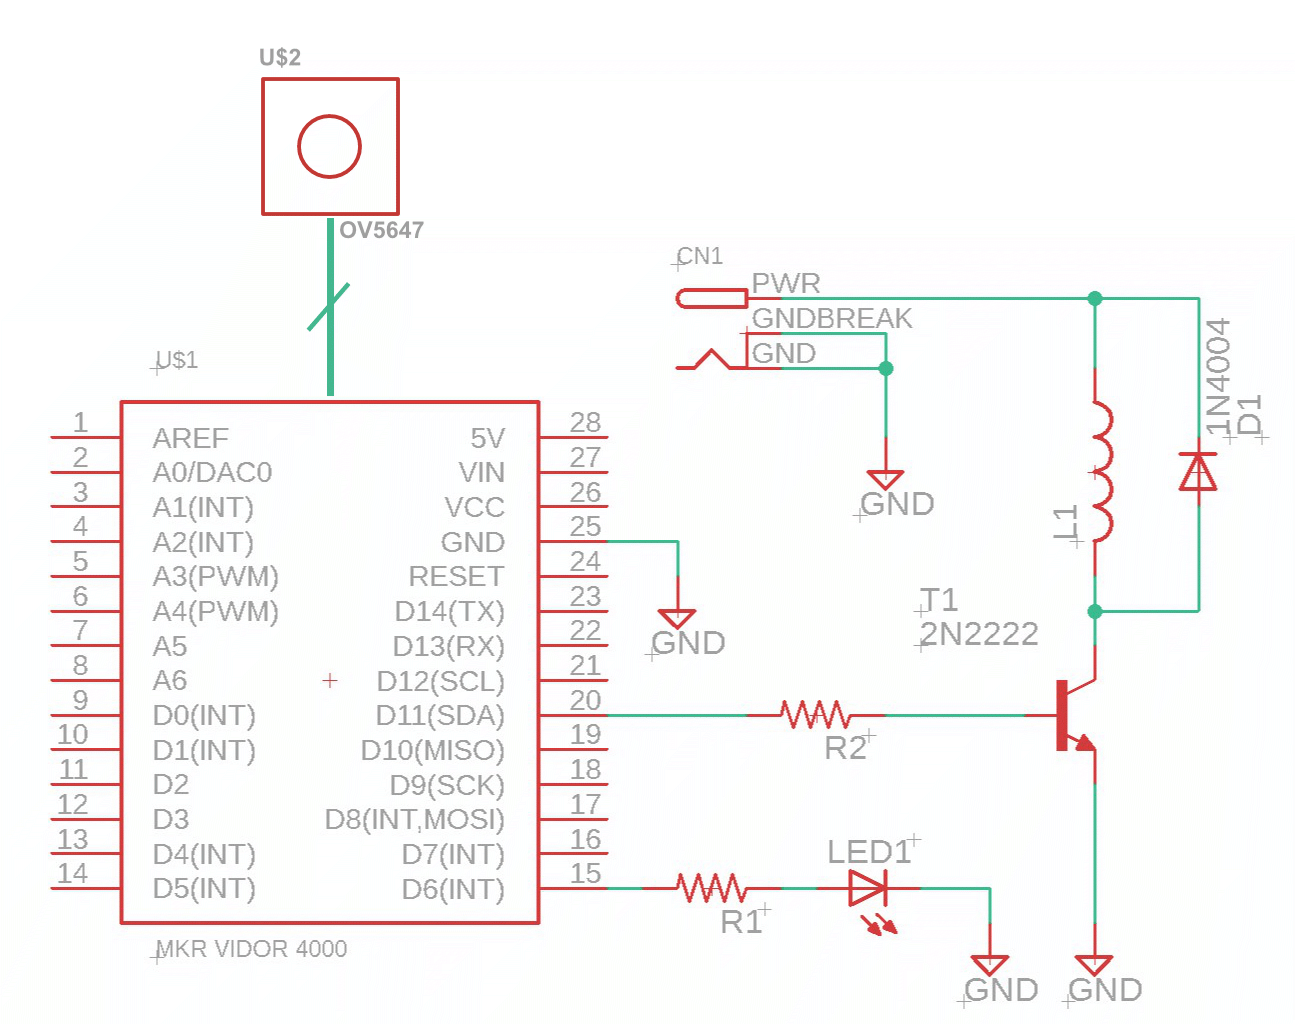 U$2
OV5647
CN1
PWR
GNDBREAK
GND
GND
1N4004
D1
L1
T1
2N2222
U$1
1 AREF 5V 28
2 A0/DAC0 VIN 27
3 A1(INT) VCC 26
4 A2(INT) GND 25
5 A3(PWM) RESET 24
6 A4(PWM) D14(TX) 23
7 A5 D13(RX) 22
8 A6 D12(SCL) 21
9 D0(INT) D11(SDA) 20
10 D1(INT) D10(MISO) 19
11 D2 D9(SCK) 18
12 D3 D8(INT,MOSI) 17
13 D4(INT) D7(INT) 16
14 D5(INT) D6(INT) 15
MKR VIDOR 4000
GND
R2
LED1
R1
GND
GND